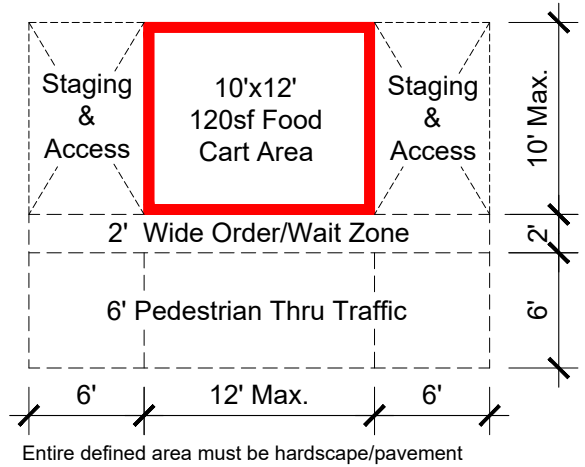 Staging
&
Access
10'x12'
120sf Food
Cart Area
Staging
&
Access
10' Max.
2' Wide Order/Wait Zone
2'
6' Pedestrian Thru Traffic
6'
6'
12' Max.
6'
Entire defined area must be hardscape/pavement